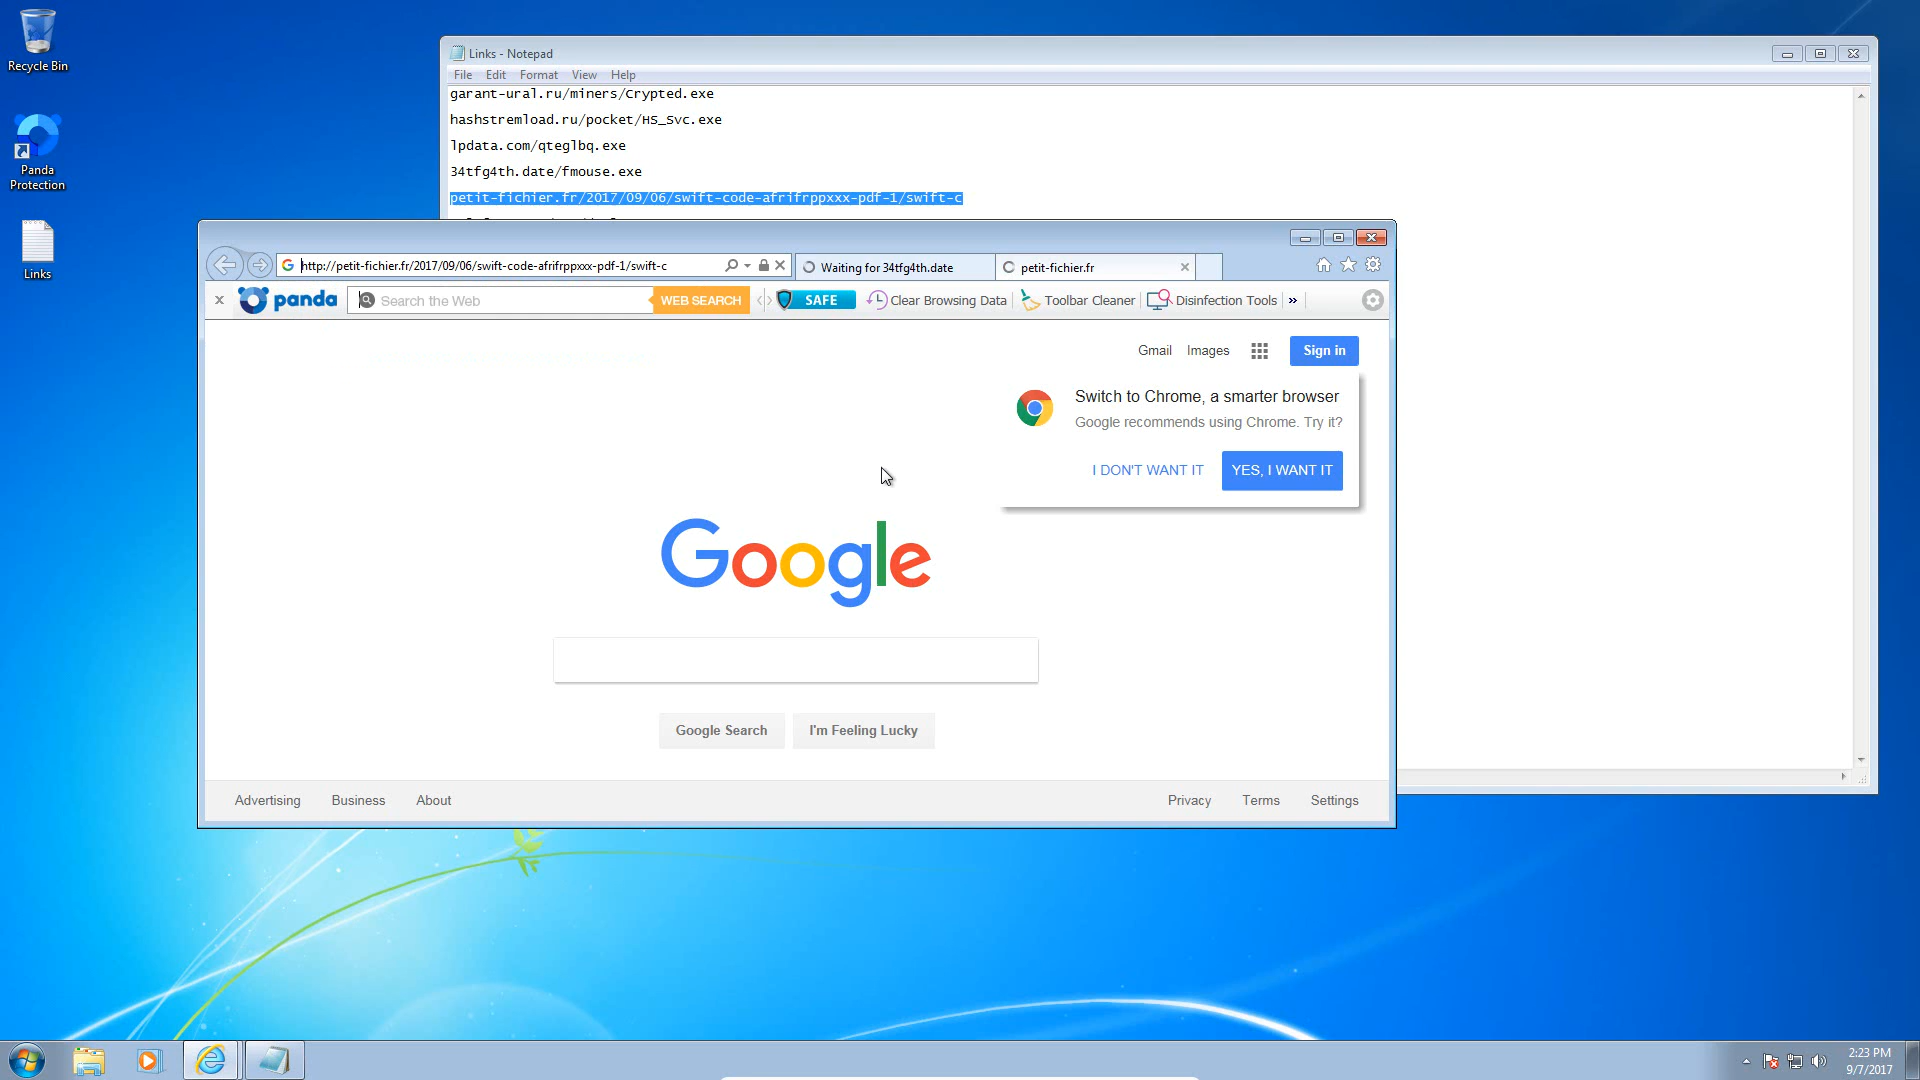 Recycle Bin
Panda
Protection
Links
Links - Notepad
File Edit Format View Help
garant-ural.ru/miners/Crypted.exe
hashstremload.ru/pocket/HS_Svc.exe
lpdata.com/qteglbq.exe
34tfg4th.date/fmouse.exe
petit-fichier.fr/2017/09/06/swift-code-afrifrppxxx-pdf-1/swift-c
http://petit-fichier.fr/2017/09/06/swift-code-afrifrppxxx-pdf-1/swift-c
Waiting for 34tfg4th.date
petit-fichier.fr
panda
Search the Web
WEB SEARCH
SAFE
Clear Browsing Data
Toolbar Cleaner
Disinfection Tools
»
Gmail Images
Sign in
Switch to Chrome, a smarter browser
Google recommends using Chrome. Try it?
I DON'T WANT IT
YES, I WANT IT
Google
Google Search
I'm Feeling Lucky
Advertising Business About
Privacy Terms Settings
2:23 PM
9/7/2017